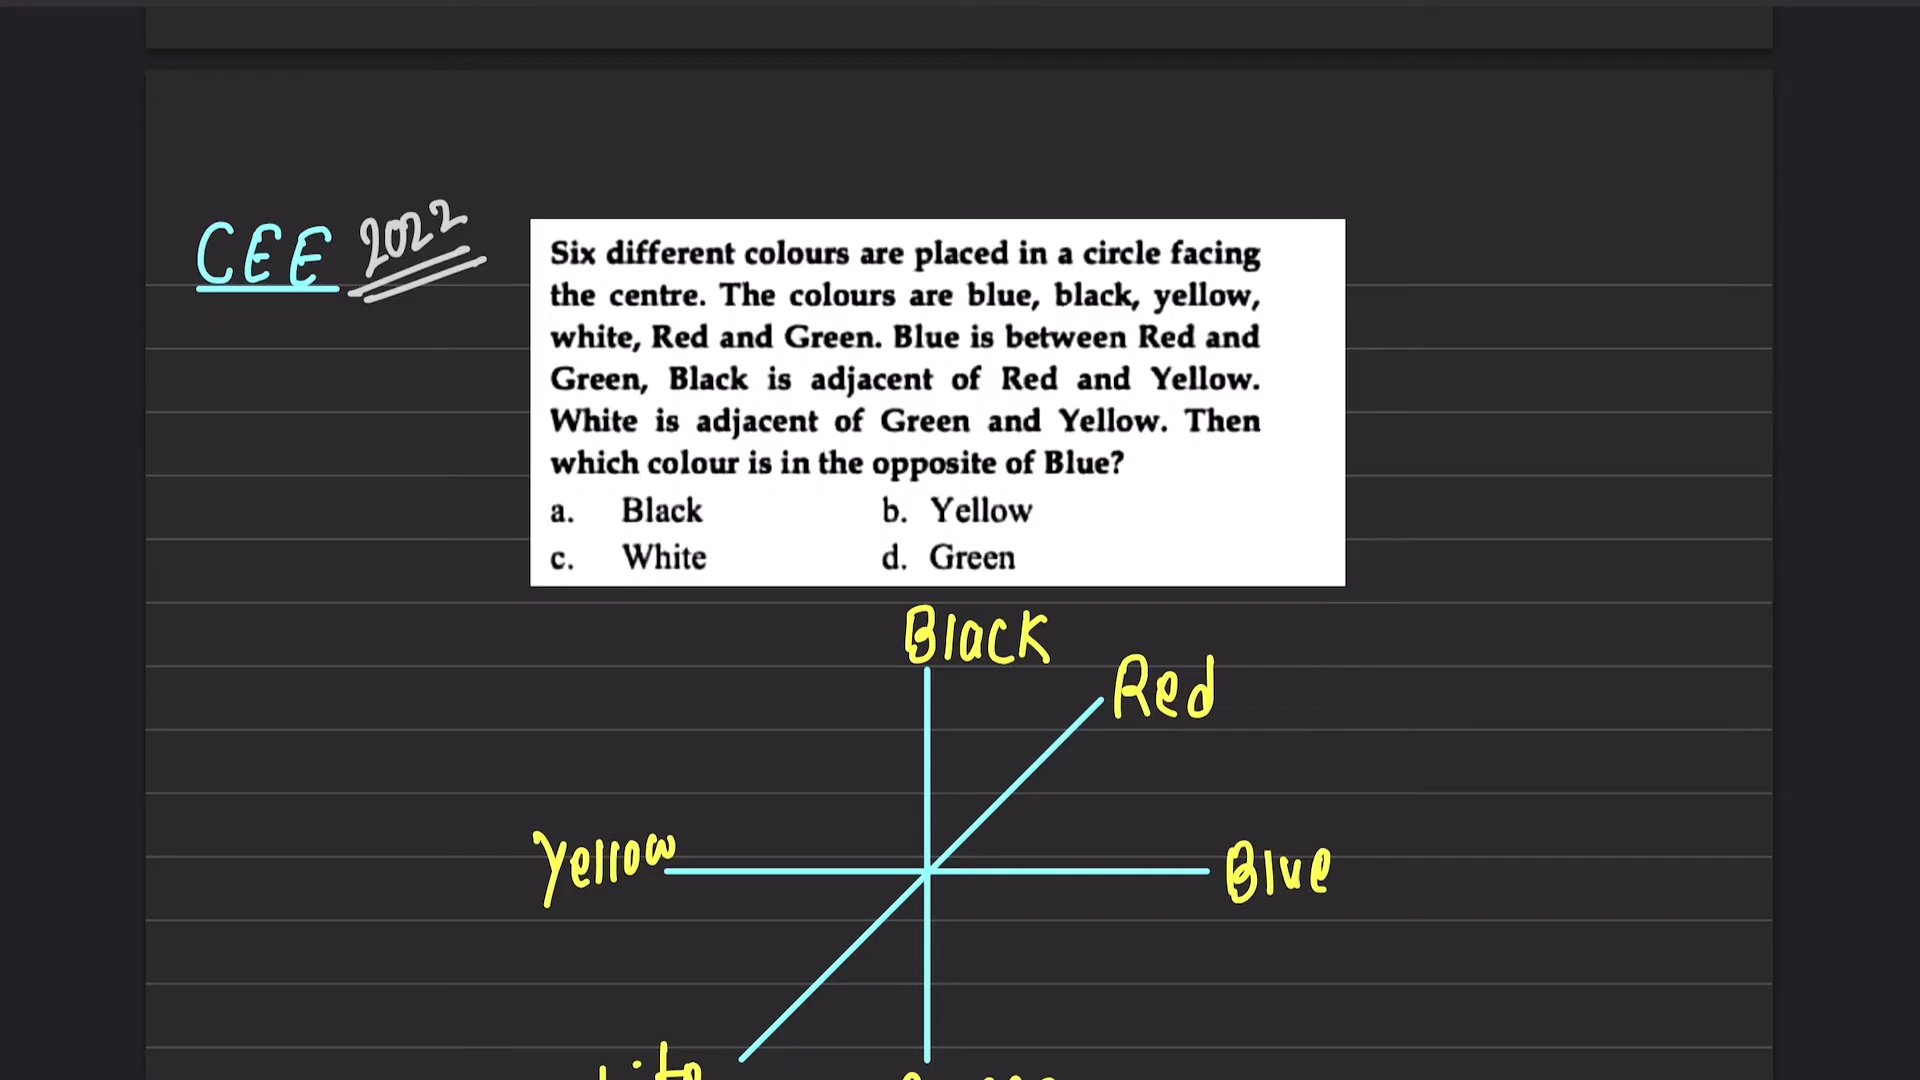 CEE 2022
Six different colours are placed in a circle facing
the centre. The colours are blue, black, yellow,
white, Red and Green. Blue is between Red and
Green, Black is adjacent of Red and Yellow.
White is adjacent of Green and Yellow. Then
which colour is in the opposite of Blue?
a. Black b. Yellow
c. White d. Green
Black
Red
Yellow
Blue